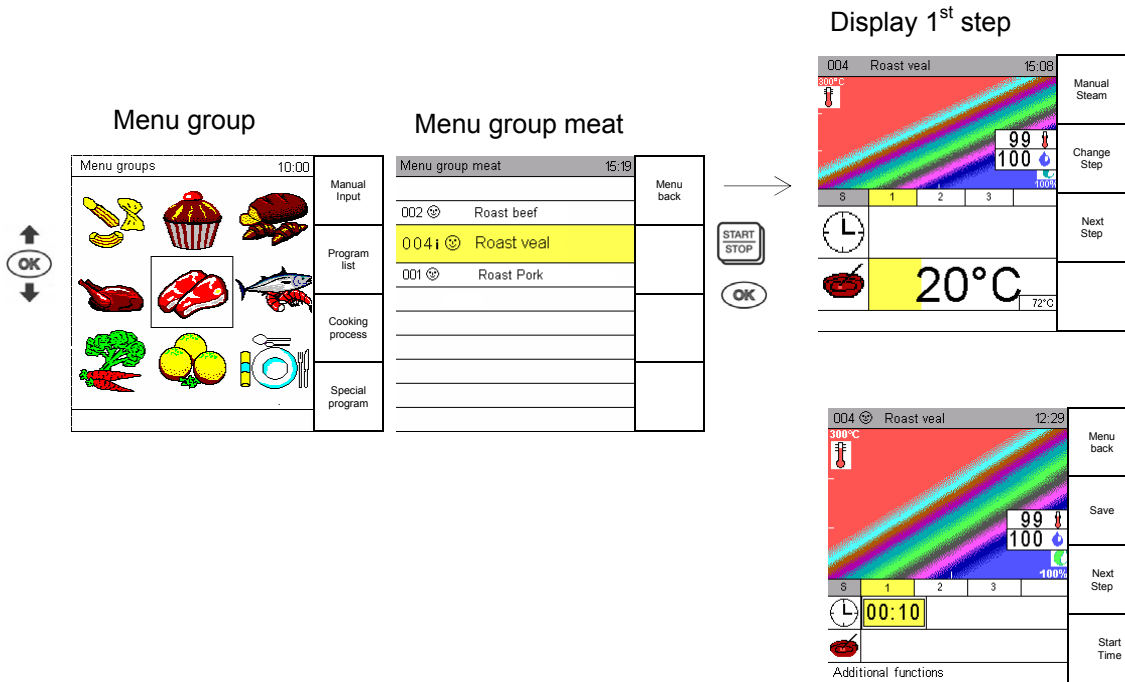 Display 1st step
Menu group
Menu group meat
OK
Menu groups 10:00
Manual
Input
Program
list
Cooking
process
Special
program
Menu group meat 15:19
Menu
back
002 Roast beef
004 i Roast veal
001 Roast Pork
START
STOP
OK
004 Roast veal 15:08
300°C
99
100
100%
S 1 2 3
20°C
72°C
Manual
Steam
Change
Step
Next
Step
004 Roast veal 12:29
300°C
99
100
100%
S 1 2 3
00:10
Additional functions
Menu
back
Save
Next
Step
Start
Time